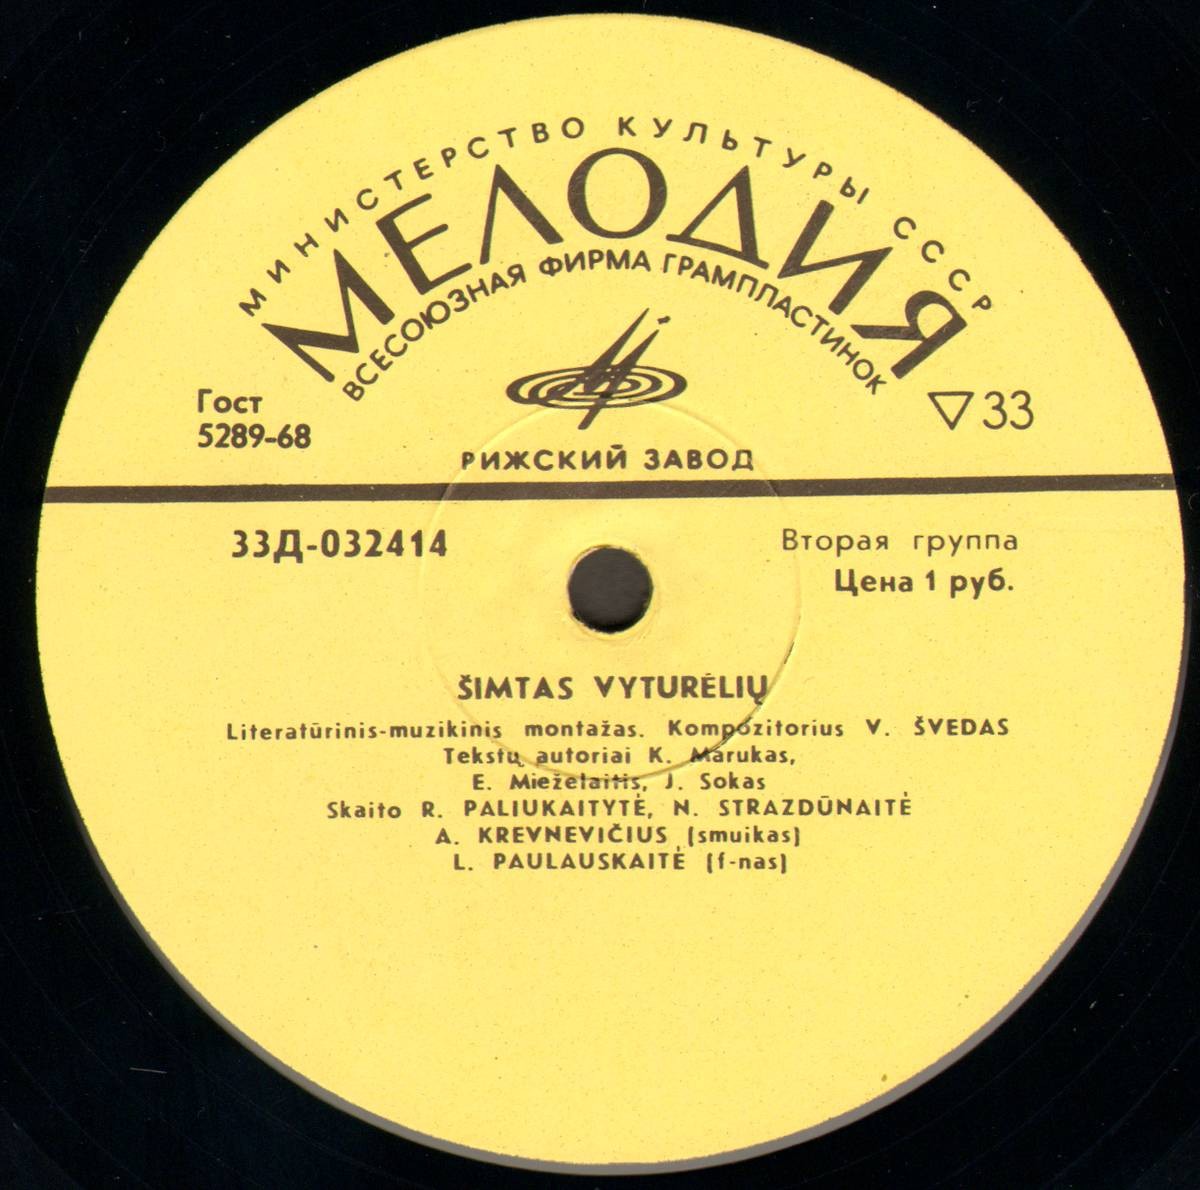 МИНИСТЕРСТВО КУЛЬТУРЫ СССР
МЕЛОДИЯ
ВСЕСОЮЗНАЯ ФИРМА ГРАМПЛАСТИНОК
Гост
5289-68
▽33
РИЖСКИЙ ЗАВОД
33Д-032414
Вторая группа
Цена 1 руб.
ŠIMTAS VYTURĖLIŲ
Literatūrinis-muzikinis montažas. Kompozitorius V. ŠVEDAS
Tekstų autoriai K. Marukas,
E. Mieželaitis, J. Sokas
Skaito R. PALIUKAITYTĖ, N. STRAZDŪNAITĖ
A. KREVNEVIČIUS (smuikas)
L. PAULAUSKAITĖ (f-nas)